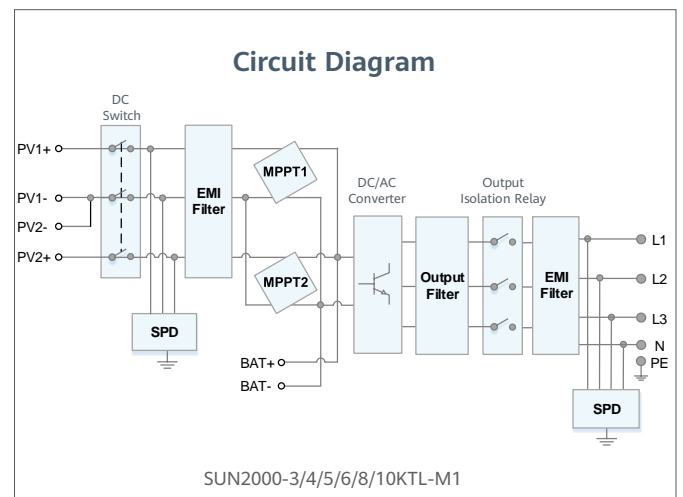 Circuit Diagram
DC
Switch
PV1+
PV1-
PV2-
PV2+
EMI
Filter
SPD
MPPT1
MPPT2
BAT+
BAT-
DC/AC
Converter
Output
Filter
Output
Isolation Relay
EMI
Filter
L1
L2
L3
N
PE
SPD
SUN2000-3/4/5/6/8/10KTL-M1